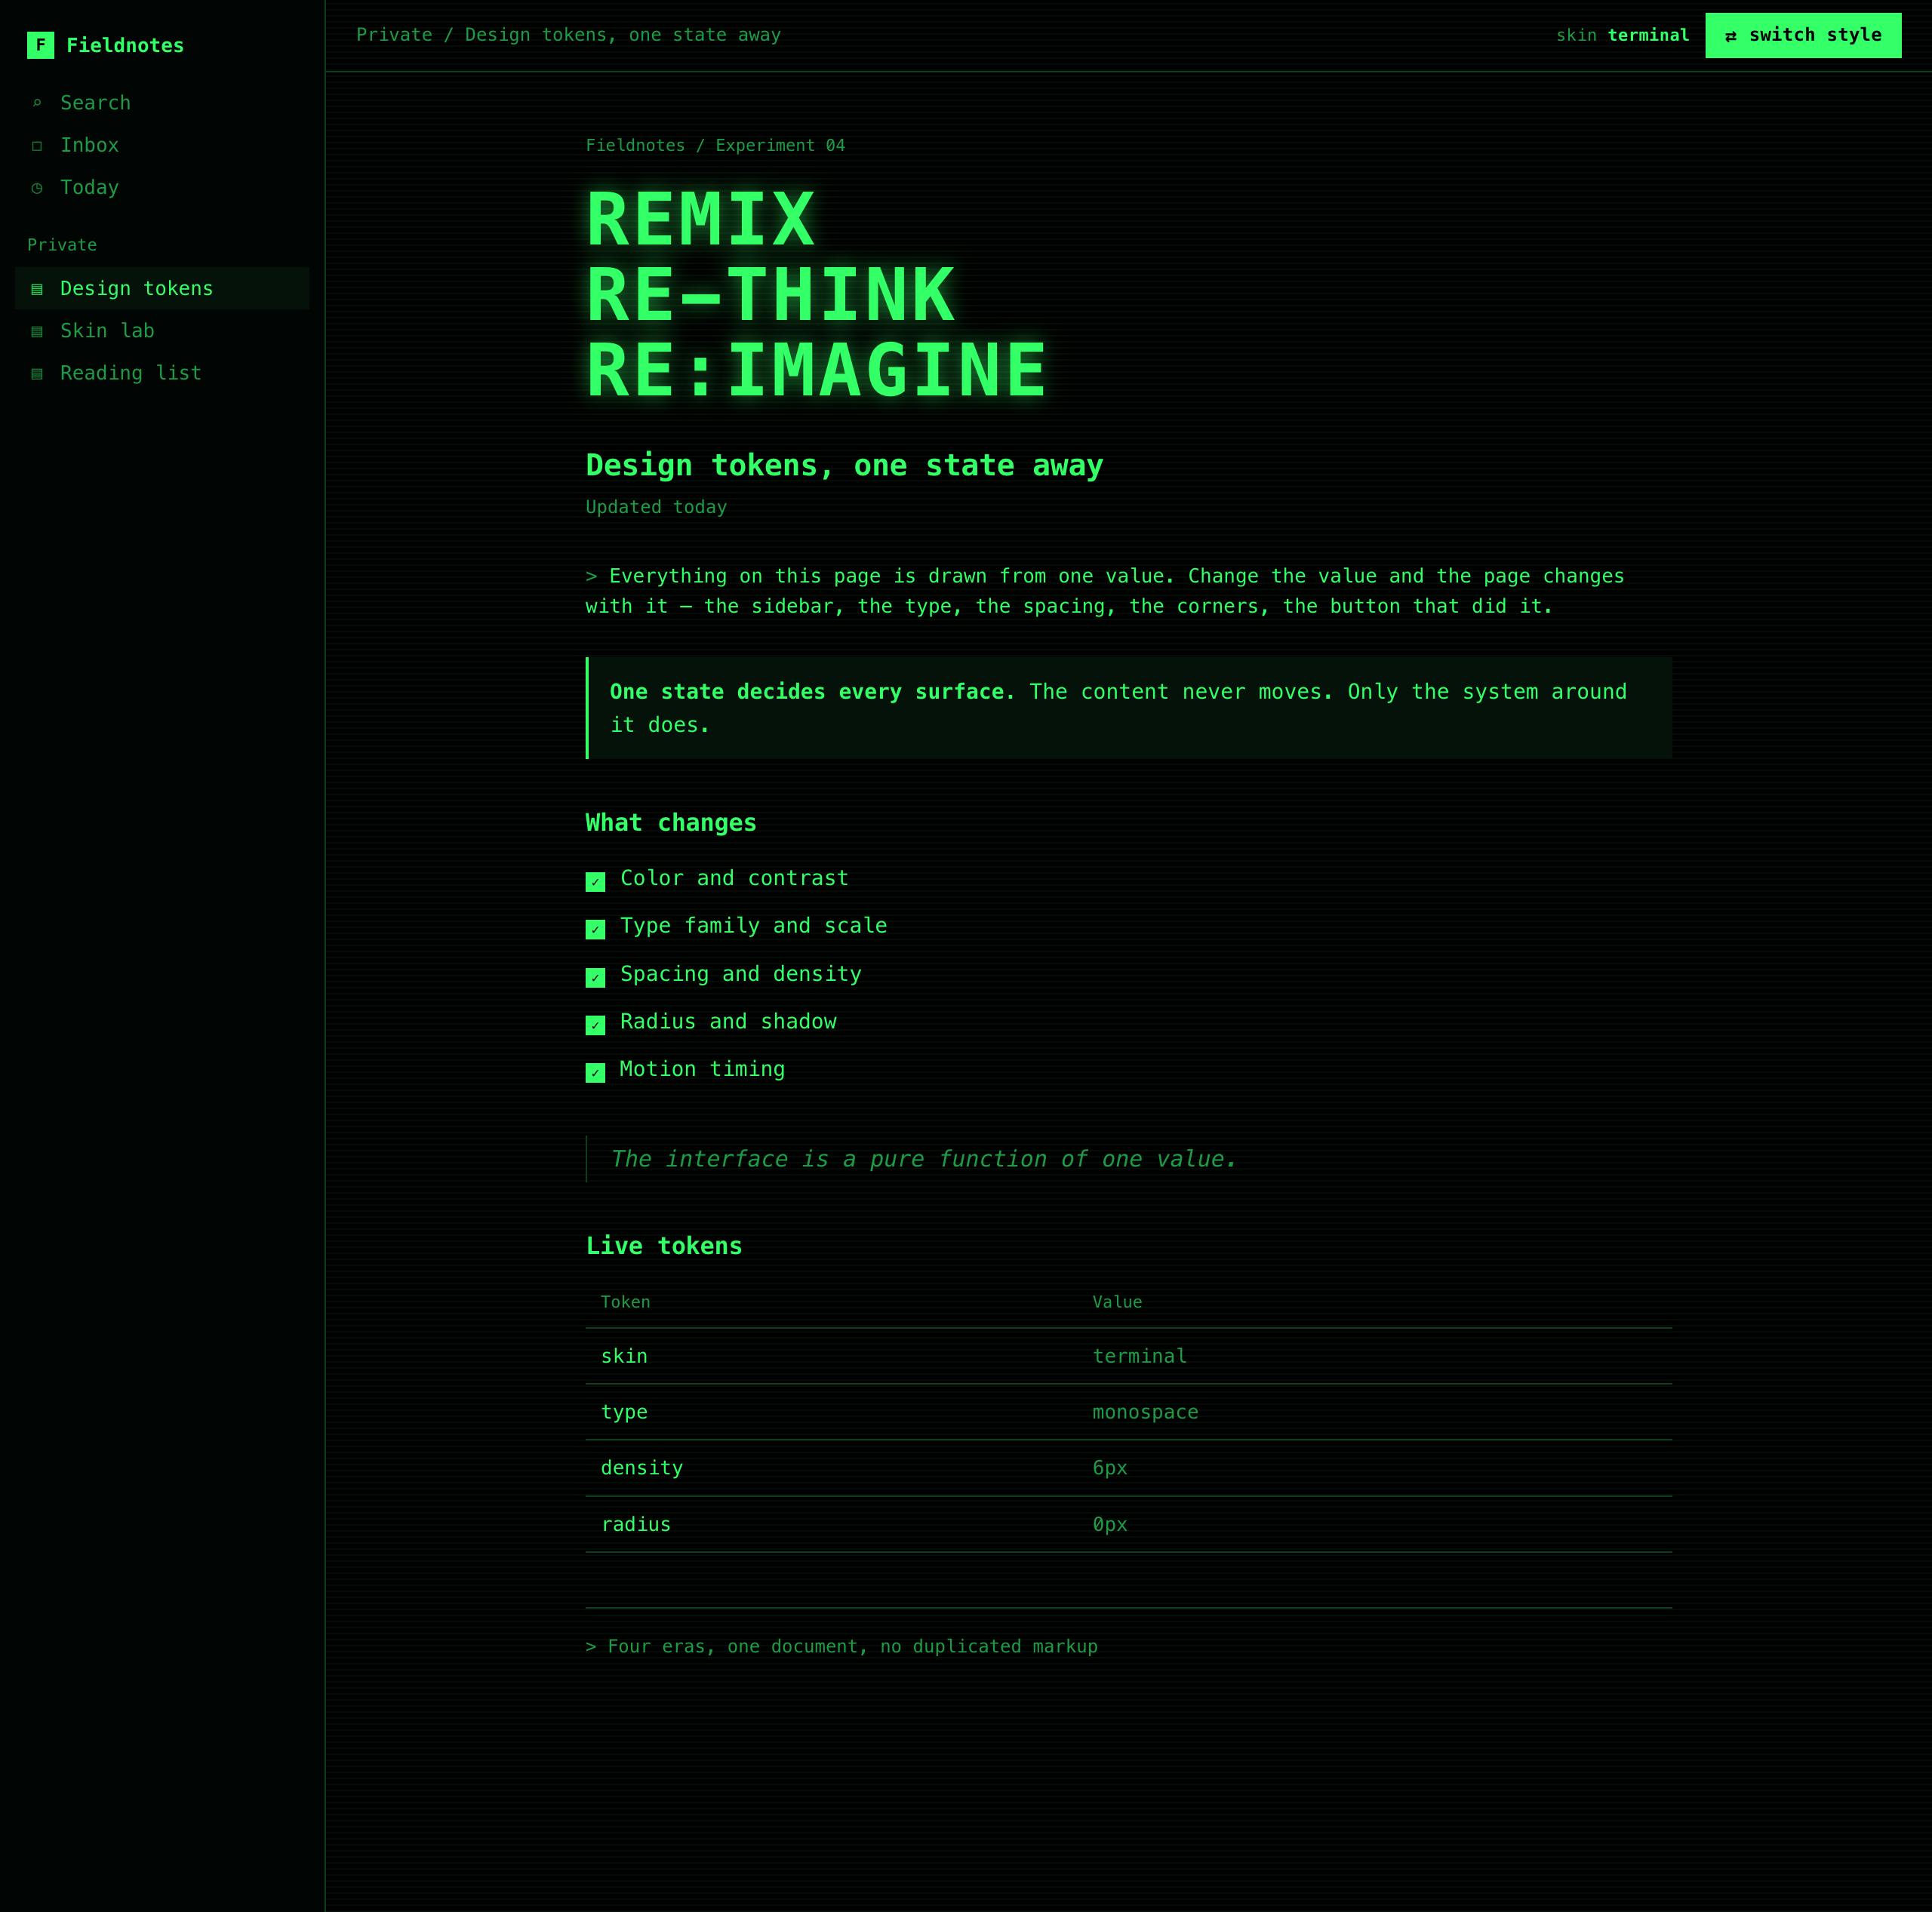 F Fieldnotes
Search
Inbox
Today
Private
Design tokens
Skin lab
Reading list
Private / Design tokens, one state away
skin terminal
⇄ switch style
Fieldnotes / Experiment 04
REMIX
RE—THINK
RE:IMAGINE
Design tokens, one state away
Updated today
> Everything on this page is drawn from one value. Change the value and the page changes
with it — the sidebar, the type, the spacing, the corners, the button that did it.
One state decides every surface. The content never moves. Only the system around
it does.
What changes
✓ Color and contrast
✓ Type family and scale
✓ Spacing and density
✓ Radius and shadow
✓ Motion timing
The interface is a pure function of one value.
Live tokens
Token Value
skin terminal
type monospace
density 6px
radius 0px
> Four eras, one document, no duplicated markup